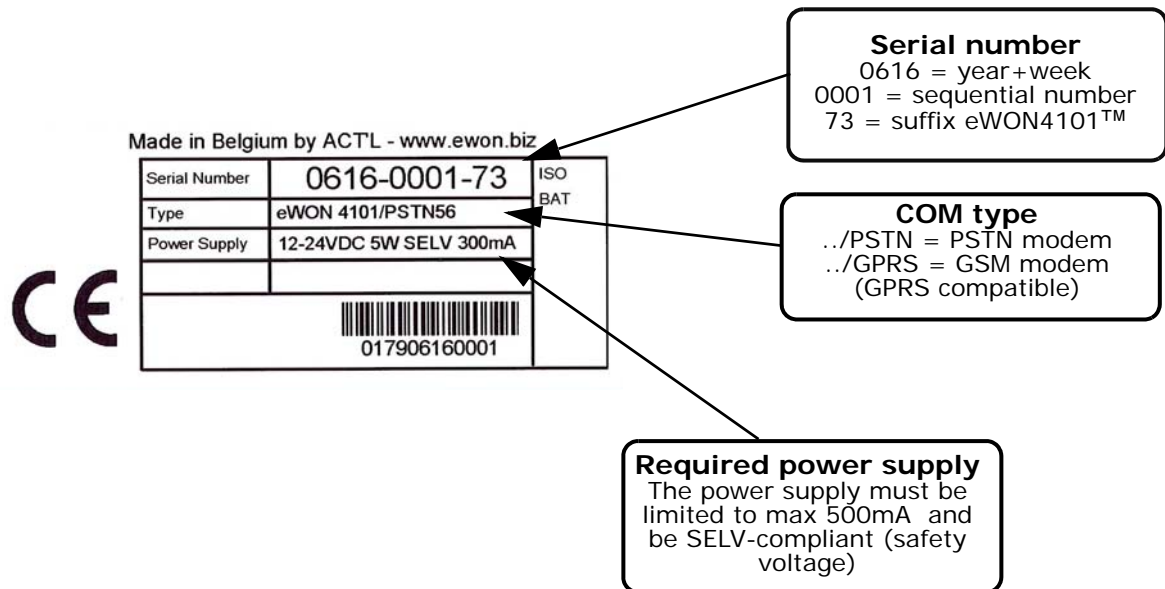 Serial number
0616 = year+week
0001 = sequential number
73 = suffix eWON4101™
Made in Belgium by ACT'L - www.ewon.biz
Serial Number 0616-0001-73 ISO
Type eWON 4101/PSTN56 BAT
Power Supply 12-24VDC 5W SELV 300mA
COM type
../PSTN = PSTN modem
../GPRS = GSM modem
(GPRS compatible)
CE
017906160001
Required power supply
The power supply must be
limited to max 500mA and
be SELV-compliant (safety
voltage)